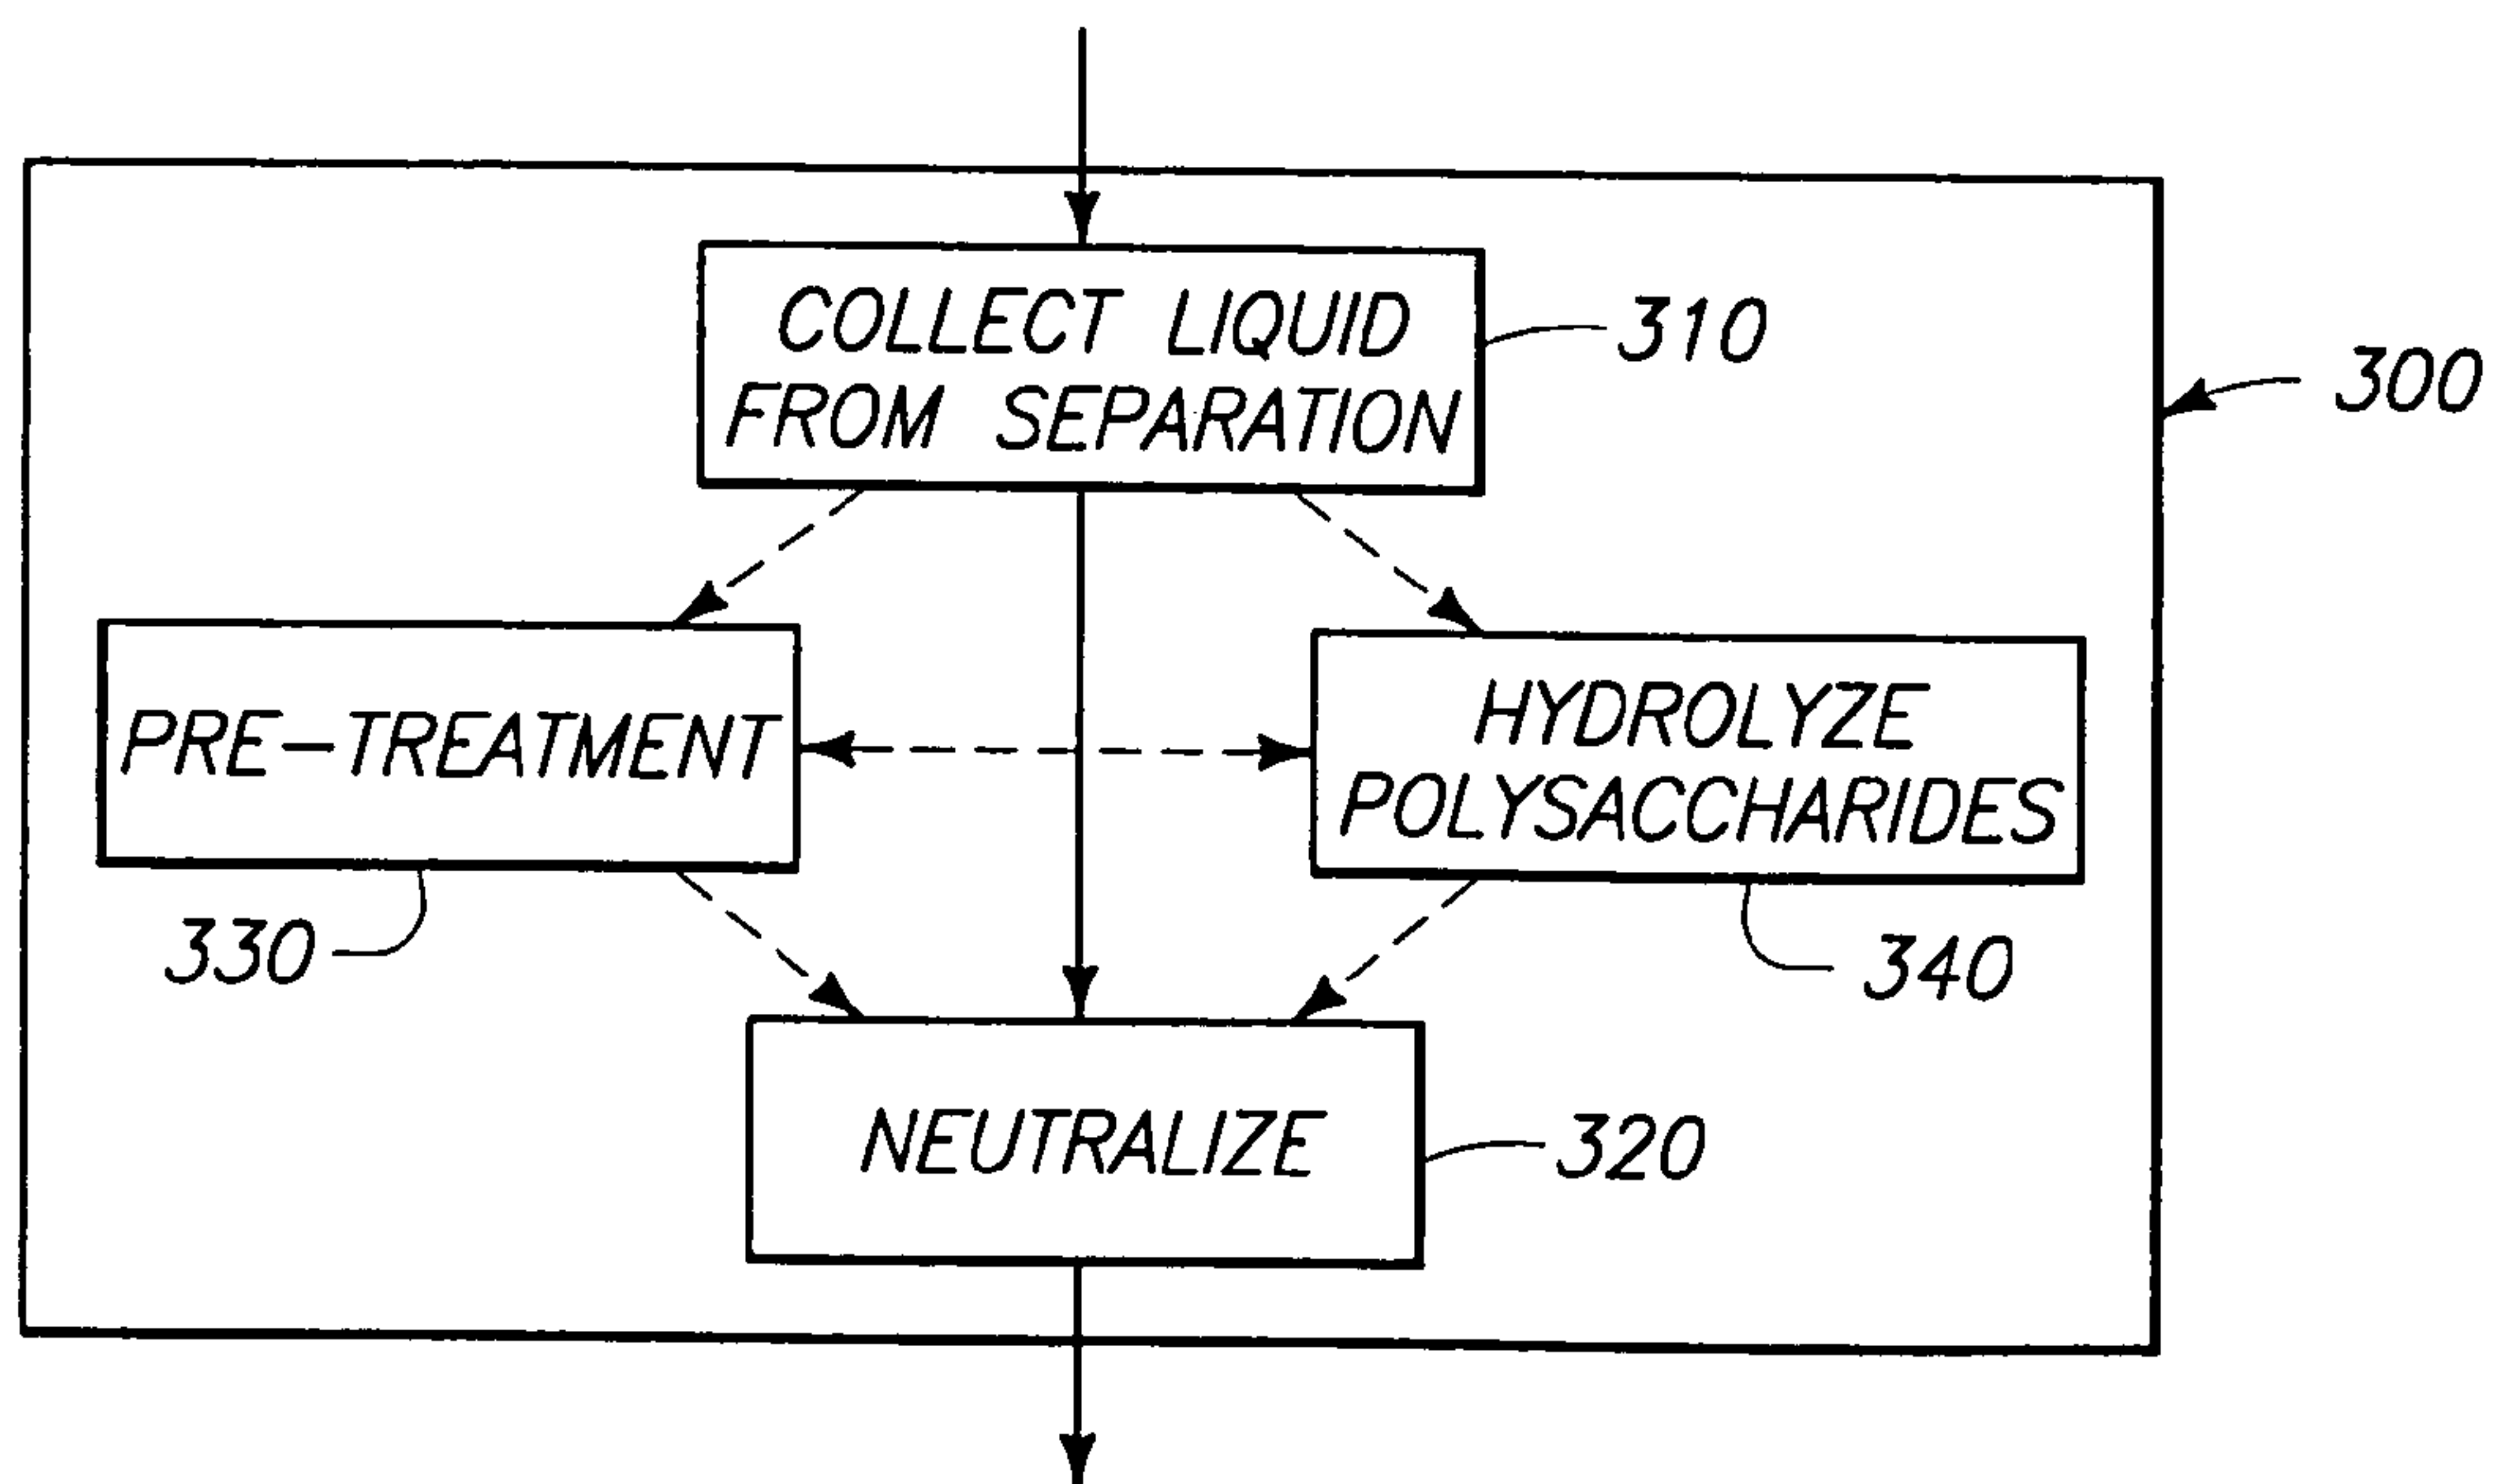 COLLECT LIQUID
FROM SEPARATION
310
300
PRE-TREATMENT
HYDROLYZE
POLYSACCHARIDES
330
340
NEUTRALIZE
320